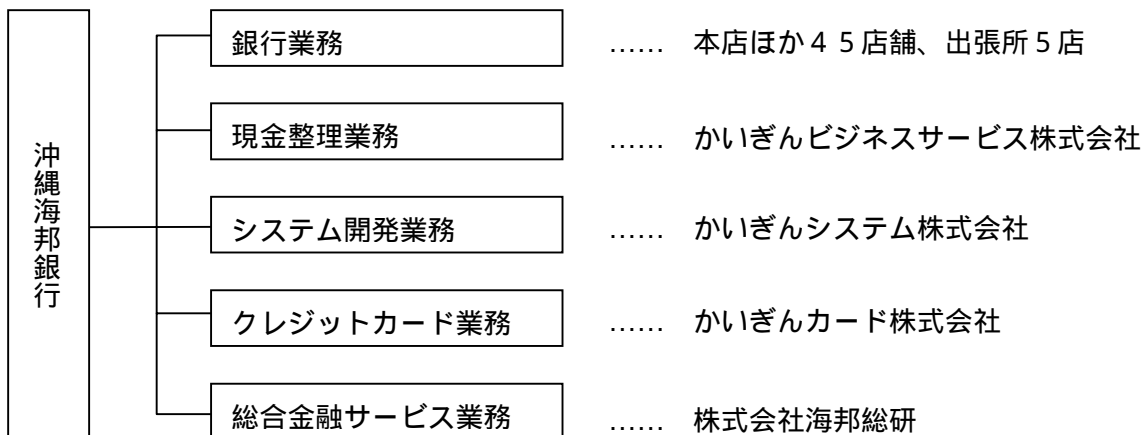 沖縄海邦銀行
銀行業務 …… 本店ほか４５店舗、出張所５店
現金整理業務 …… かいぎんビジネスサービス株式会社
システム開発業務 …… かいぎんシステム株式会社
クレジットカード業務 …… かいぎんカード株式会社
総合金融サービス業務 …… 株式会社海邦総研